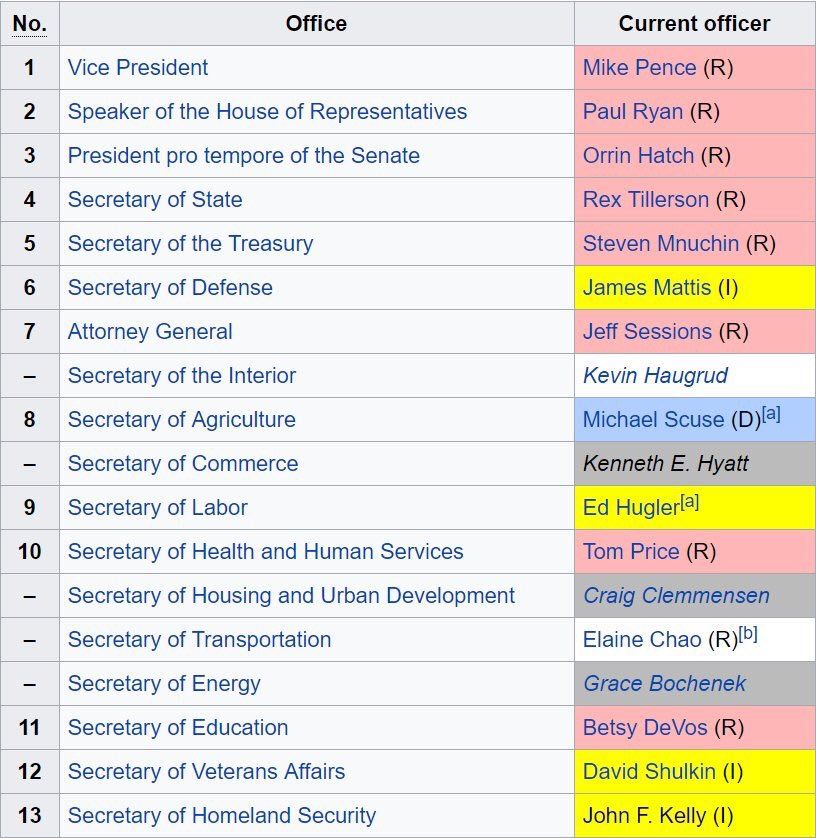 No. Office Current officer
1 Vice President Mike Pence (R)
2 Speaker of the House of Representatives Paul Ryan (R)
3 President pro tempore of the Senate Orrin Hatch (R)
4 Secretary of State Rex Tillerson (R)
5 Secretary of the Treasury Steven Mnuchin (R)
6 Secretary of Defense James Mattis (I)
7 Attorney General Jeff Sessions (R)
– Secretary of the Interior Kevin Haugrud
8 Secretary of Agriculture Michael Scuse (D)[a]
– Secretary of Commerce Kenneth E. Hyatt
9 Secretary of Labor Ed Hugler[a]
10 Secretary of Health and Human Services Tom Price (R)
– Secretary of Housing and Urban Development Craig Clemmensen
– Secretary of Transportation Elaine Chao (R)[b]
– Secretary of Energy Grace Bochenek
11 Secretary of Education Betsy DeVos (R)
12 Secretary of Veterans Affairs David Shulkin (I)
13 Secretary of Homeland Security John F. Kelly (I)